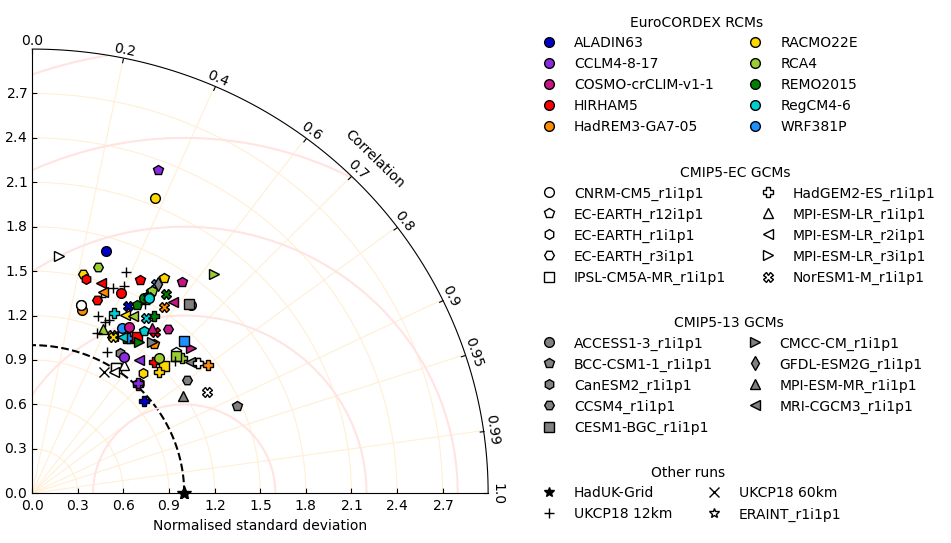 0.0
0.2
0.4
0.6
0.7
Correlation
0.8
0.9
0.95
0.99
1.0
2.7
2.4
2.1
1.8
1.5
1.2
0.9
0.6
0.3
0.0
0.0 0.3 0.6 0.9 1.2 1.5 1.8 2.1 2.4 2.7
Normalised standard deviation
EuroCORDEX RCMs
ALADIN63 RACMO22E
CCLM4-8-17 RCA4
COSMO-crCLIM-v1-1 REMO2015
HIRHAM5 RegCM4-6
HadREM3-GA7-05 WRF381P
CMIP5-EC GCMs
CNRM-CM5_r1i1p1 HadGEM2-ES_r1i1p1
EC-EARTH_r12i1p1 MPI-ESM-LR_r1i1p1
EC-EARTH_r1i1p1 MPI-ESM-LR_r2i1p1
EC-EARTH_r3i1p1 MPI-ESM-LR_r3i1p1
IPSL-CM5A-MR_r1i1p1 NorESM1-M_r1i1p1
CMIP5-13 GCMs
ACCESS1-3_r1i1p1 CMCC-CM_r1i1p1
BCC-CSM1-1_r1i1p1 GFDL-ESM2G_r1i1p1
CanESM2_r1i1p1 MPI-ESM-MR_r1i1p1
CCSM4_r1i1p1 MRI-CGCM3_r1i1p1
CESM1-BGC_r1i1p1
Other runs
HadUK-Grid UKCP18 60km
UKCP18 12km ERAINT_r1i1p1